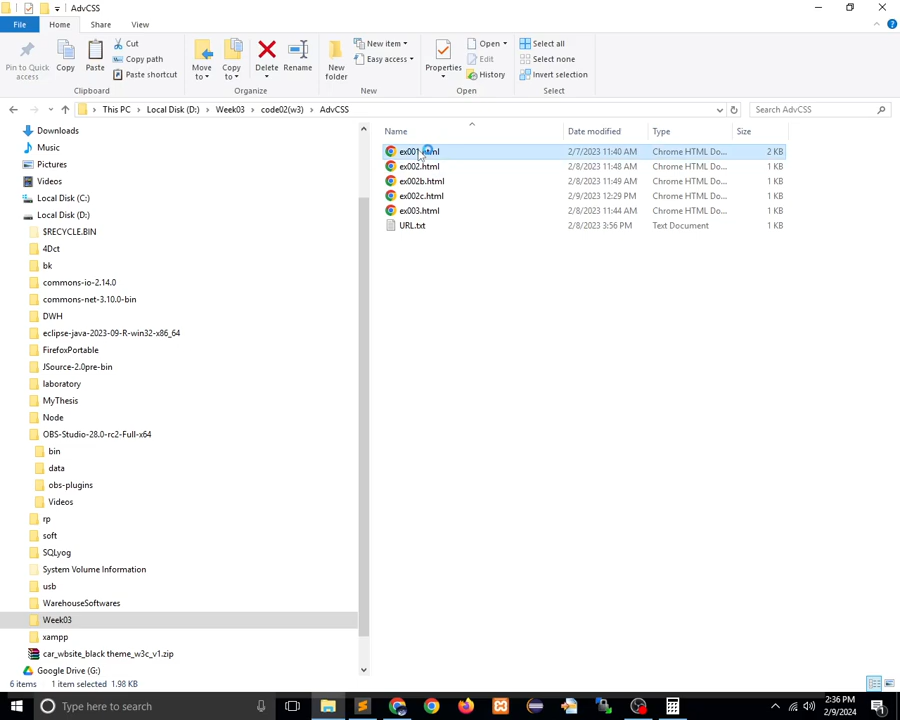 AdvCSS
File Home Share View
Pin to Quick access
Copy
Paste
Cut
Copy path
Paste shortcut
Move to
Copy to
Delete
Rename
New folder
New item
Easy access
Properties
Open
Edit
History
Select all
Select none
Invert selection
Clipboard Organize New Open Select
This PC > Local Disk (D:) > Week03 > code02(w3) > AdvCSS
Search AdvCSS
Name Date modified Type Size
ex001.html 2/7/2023 11:40 AM Chrome HTML Do... 2 KB
ex002.html 2/8/2023 11:48 AM Chrome HTML Do... 1 KB
ex002b.html 2/8/2023 11:49 AM Chrome HTML Do... 1 KB
ex002c.html 2/9/2023 12:29 PM Chrome HTML Do... 1 KB
ex003.html 2/8/2023 11:44 AM Chrome HTML Do... 1 KB
URL.txt 2/8/2023 3:56 PM Text Document 1 KB
Downloads
Music
Pictures
Videos
Local Disk (C:)
Local Disk (D:)
$RECYCLE.BIN
4Dct
bk
commons-io-2.14.0
commons-net-3.10.0-bin
DWH
eclipse-java-2023-09-R-win32-x86_64
FirefoxPortable
JSource-2.0pre-bin
laboratory
MyThesis
Node
OBS-Studio-28.0-rc2-Full-x64
bin
data
obs-plugins
Videos
rp
soft
SQLyog
System Volume Information
usb
WarehouseSoftwares
Week03
xampp
car_wbsite_black theme_w3c_v1.zip
Google Drive (G:)
6 items 1 item selected 1.98 KB
Type here to search
2:36 PM
2/9/2024